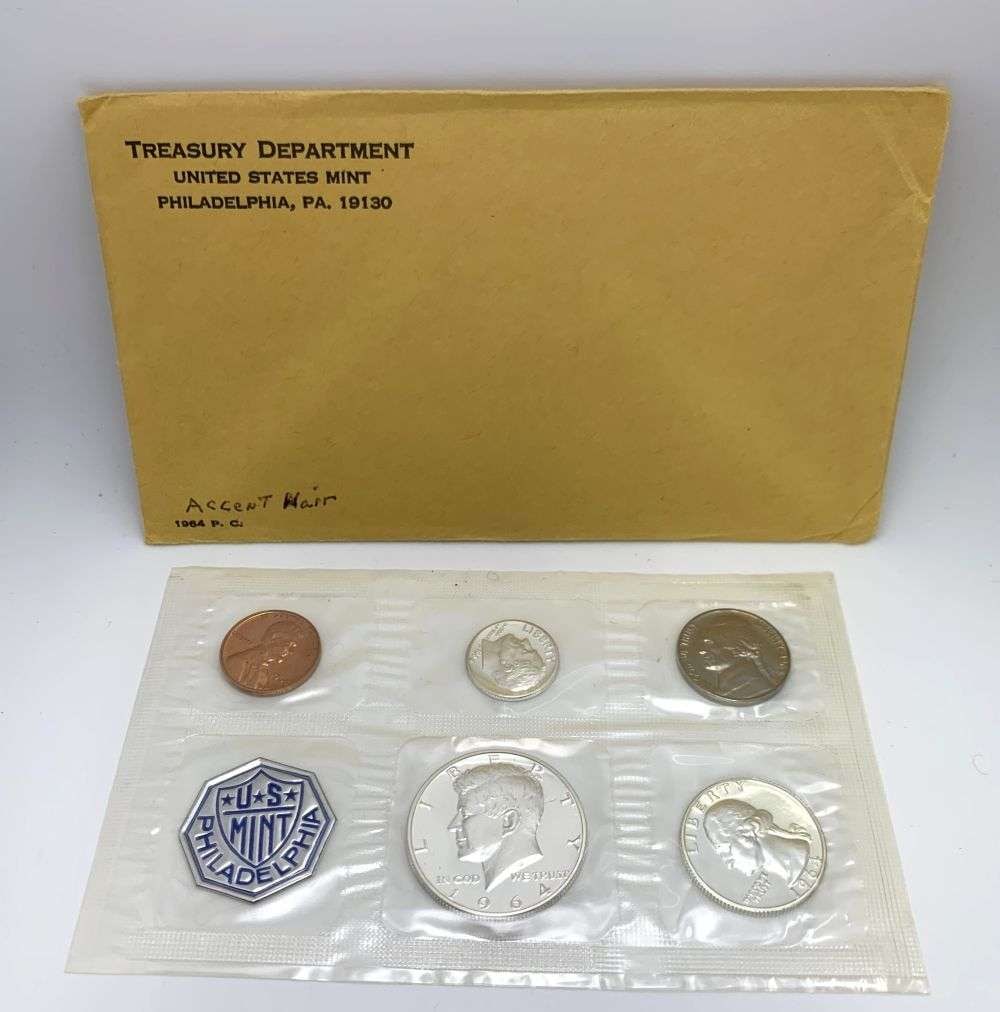 TREASURY DEPARTMENT
UNITED STATES MINT
PHILADELPHIA, PA. 19130
Accent Hair
1964 P. C.
LIBERTY
U★S
MINT
PHILADELPHIA
LIBERTY
IN GOD WE TRUST
1964
LIBERTY
1964